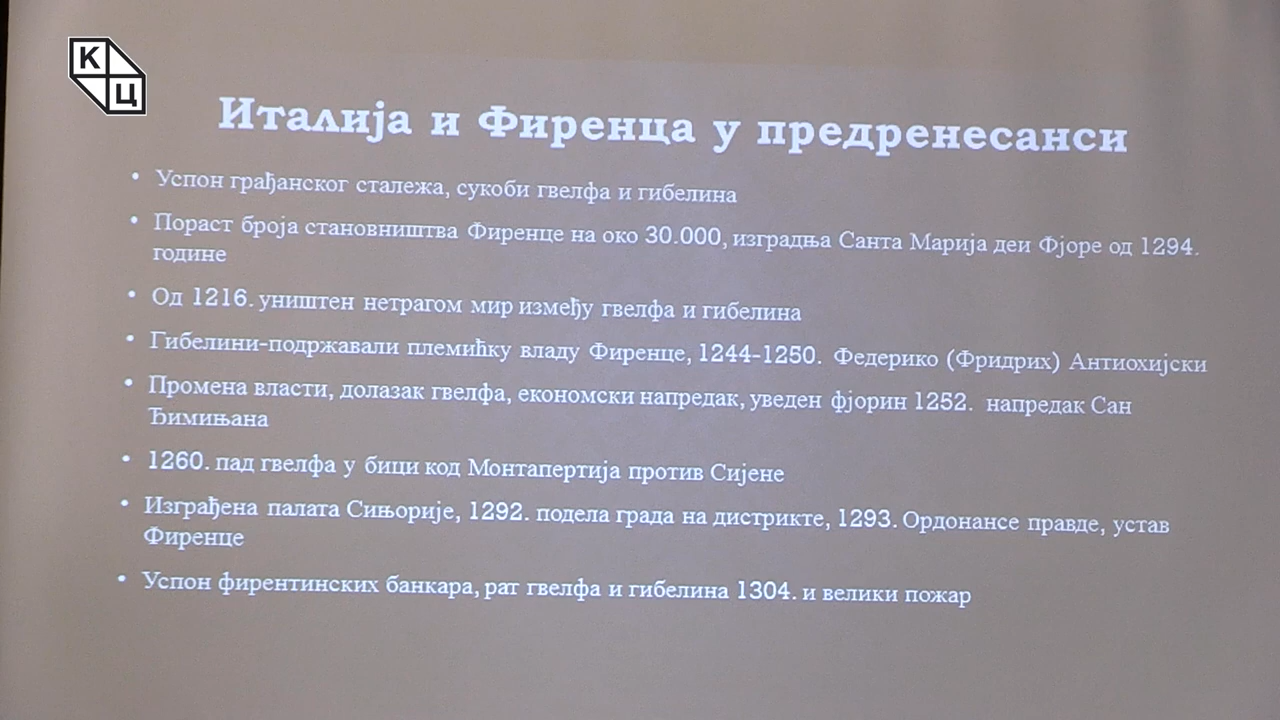 К
Ц
Италија и Фиренца у предренесанси
• Успон грађанског сталежа, сукоби гвелфа и гибелина
• Пораст броја становништва Фиренце на око 30.000, изградња Санта Марија деи Фјоре од 1294.
године
• Од 1216. уништен нетрагом мир између гвелфа и гибелина
• Гибелини-подржавали племићку владу Фиренце, 1244-1250. Федерико (Фридрих) Антиохијски
• Промена власти, долазак гвелфа, економски напредак, уведен фјорин 1252. напредак Сан
Ђимињана
• 1260. пад гвелфа у бици код Монтапертија против Сијене
• Изграђена палата Сињорије, 1292. подела града на дистрикте, 1293. Ордонансе правде, устав
Фиренце
• Успон фирентинских банкара, рат гвелфа и гибелина 1304. и велики пожар